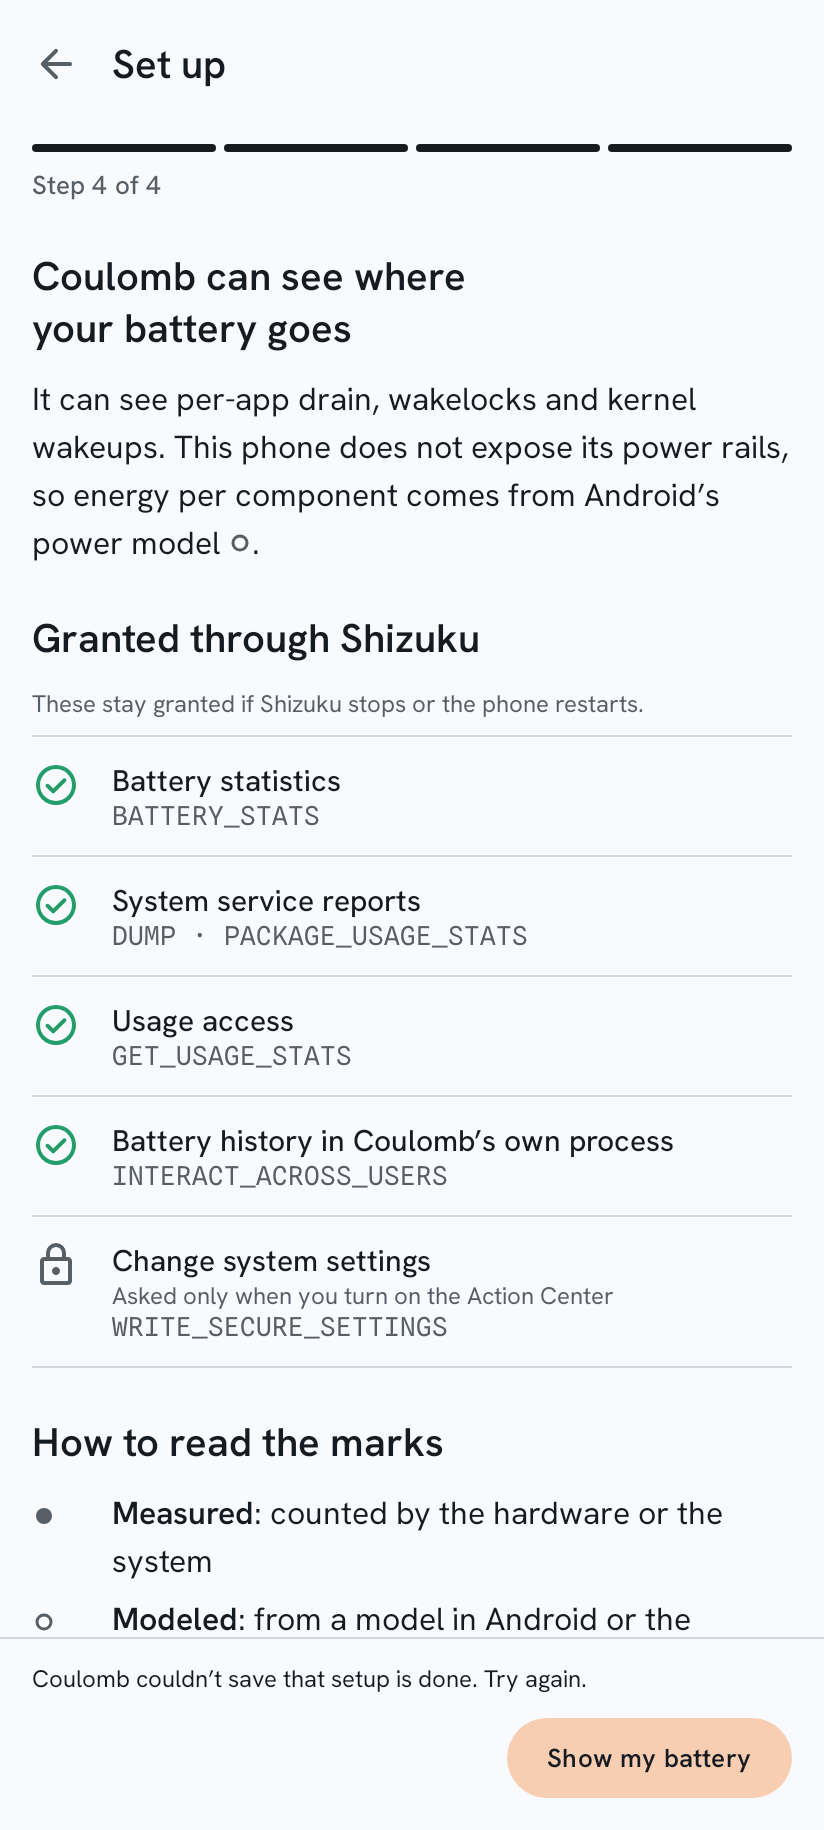 Set up
Step 4 of 4
Coulomb can see where
your battery goes
It can see per-app drain, wakelocks and kernel
wakeups. This phone does not expose its power rails,
so energy per component comes from Android’s
power model ○.
Granted through Shizuku
These stay granted if Shizuku stops or the phone restarts.
Battery statistics
BATTERY_STATS
System service reports
DUMP · PACKAGE_USAGE_STATS
Usage access
GET_USAGE_STATS
Battery history in Coulomb’s own process
INTERACT_ACROSS_USERS
Change system settings
Asked only when you turn on the Action Center
WRITE_SECURE_SETTINGS
How to read the marks
Measured: counted by the hardware or the
system
Modeled: from a model in Android or the
Coulomb couldn’t save that setup is done. Try again.
Show my battery